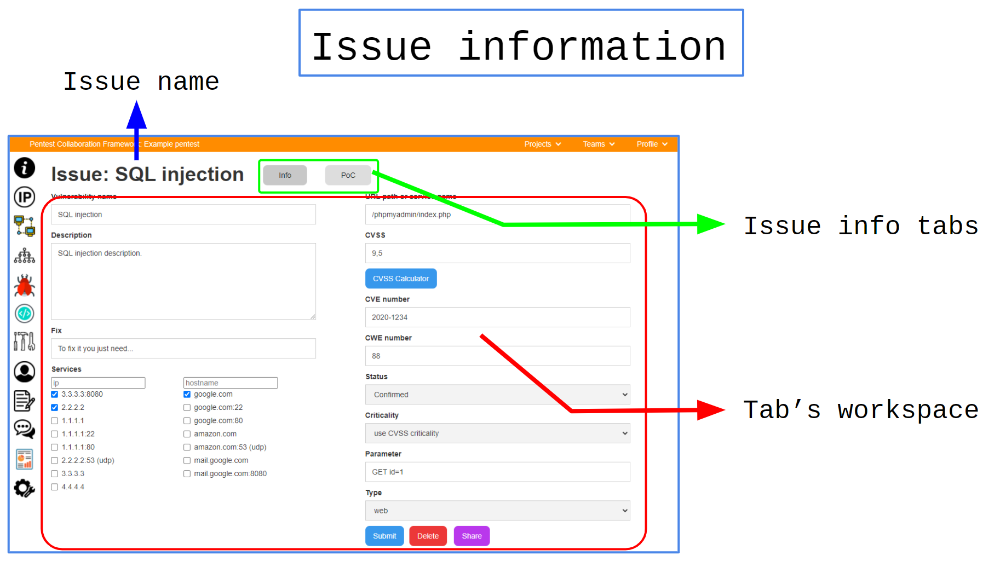 Issue information
Issue name
Pentest Collaboration Framework: Example pentest
Projects
Teams
Profile
Issue: SQL injection
Info
PoC
IP
Vulnerability name
SQL injection
Description
SQL injection description.
Fix
To fix it you just need...
Services
ip
hostname
3.3.3.3:8080
google.com
2.2.2.2
google.com:22
1.1.1.1
google.com:80
1.1.1.1:22
amazon.com
1.1.1.1:80
amazon.com:53 (udp)
2.2.2.2:53 (udp)
mail.google.com
3.3.3.3
mail.google.com:8080
4.4.4.4
URL path or service name
/phpmyadmin/index.php
CVSS
9,5
CVSS Calculator
CVE number
2020-1234
CWE number
88
Status
Confirmed
Criticality
use CVSS criticality
Parameter
GET id=1
Type
web
Submit
Delete
Share
Issue info tabs
Tab’s workspace